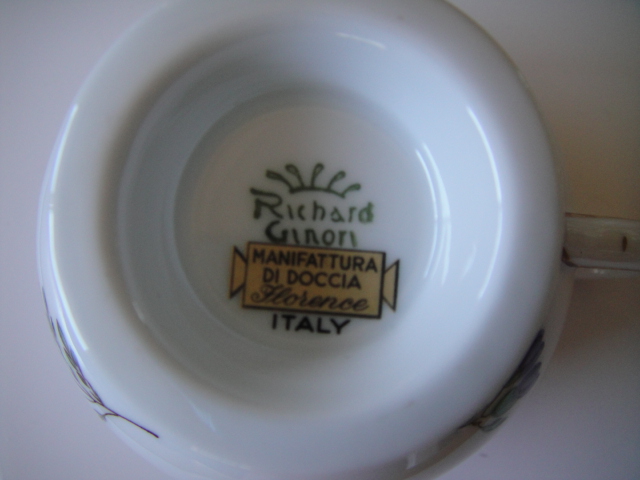 Richard
Ginori
MANIFATTURA
DI DOCCIA
Florence
ITALY